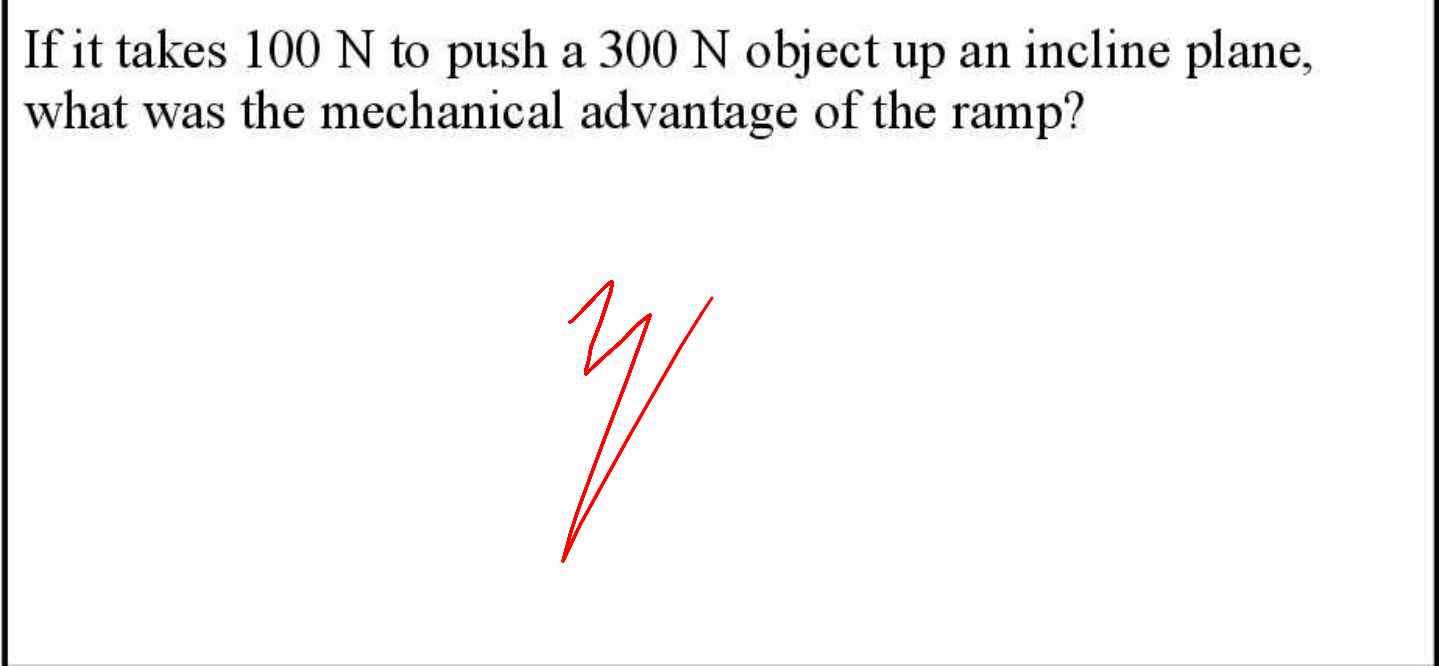 If it takes 100 N to push a 300 N object up an incline plane,
what was the mechanical advantage of the ramp?